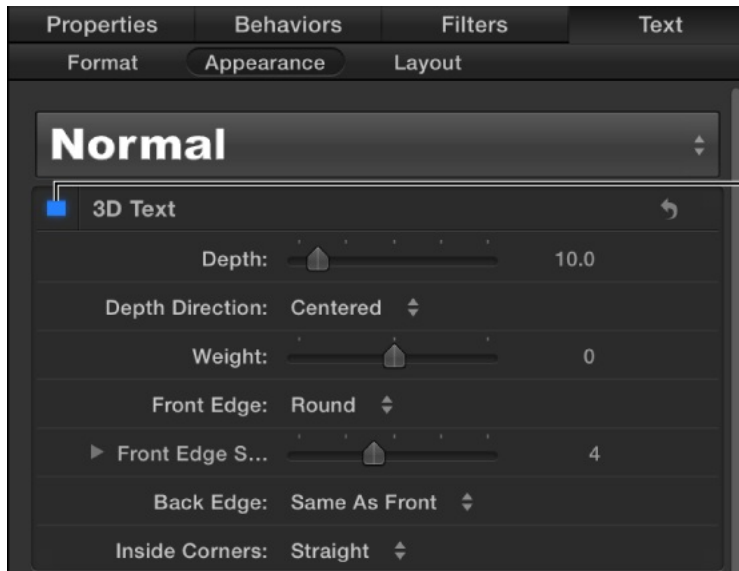 Properties Behaviors Filters Text
Format Appearance Layout
Normal
3D Text
Depth: 10.0
Depth Direction: Centered
Weight: 0
Front Edge: Round
Front Edge S... 4
Back Edge: Same As Front
Inside Corners: Straight